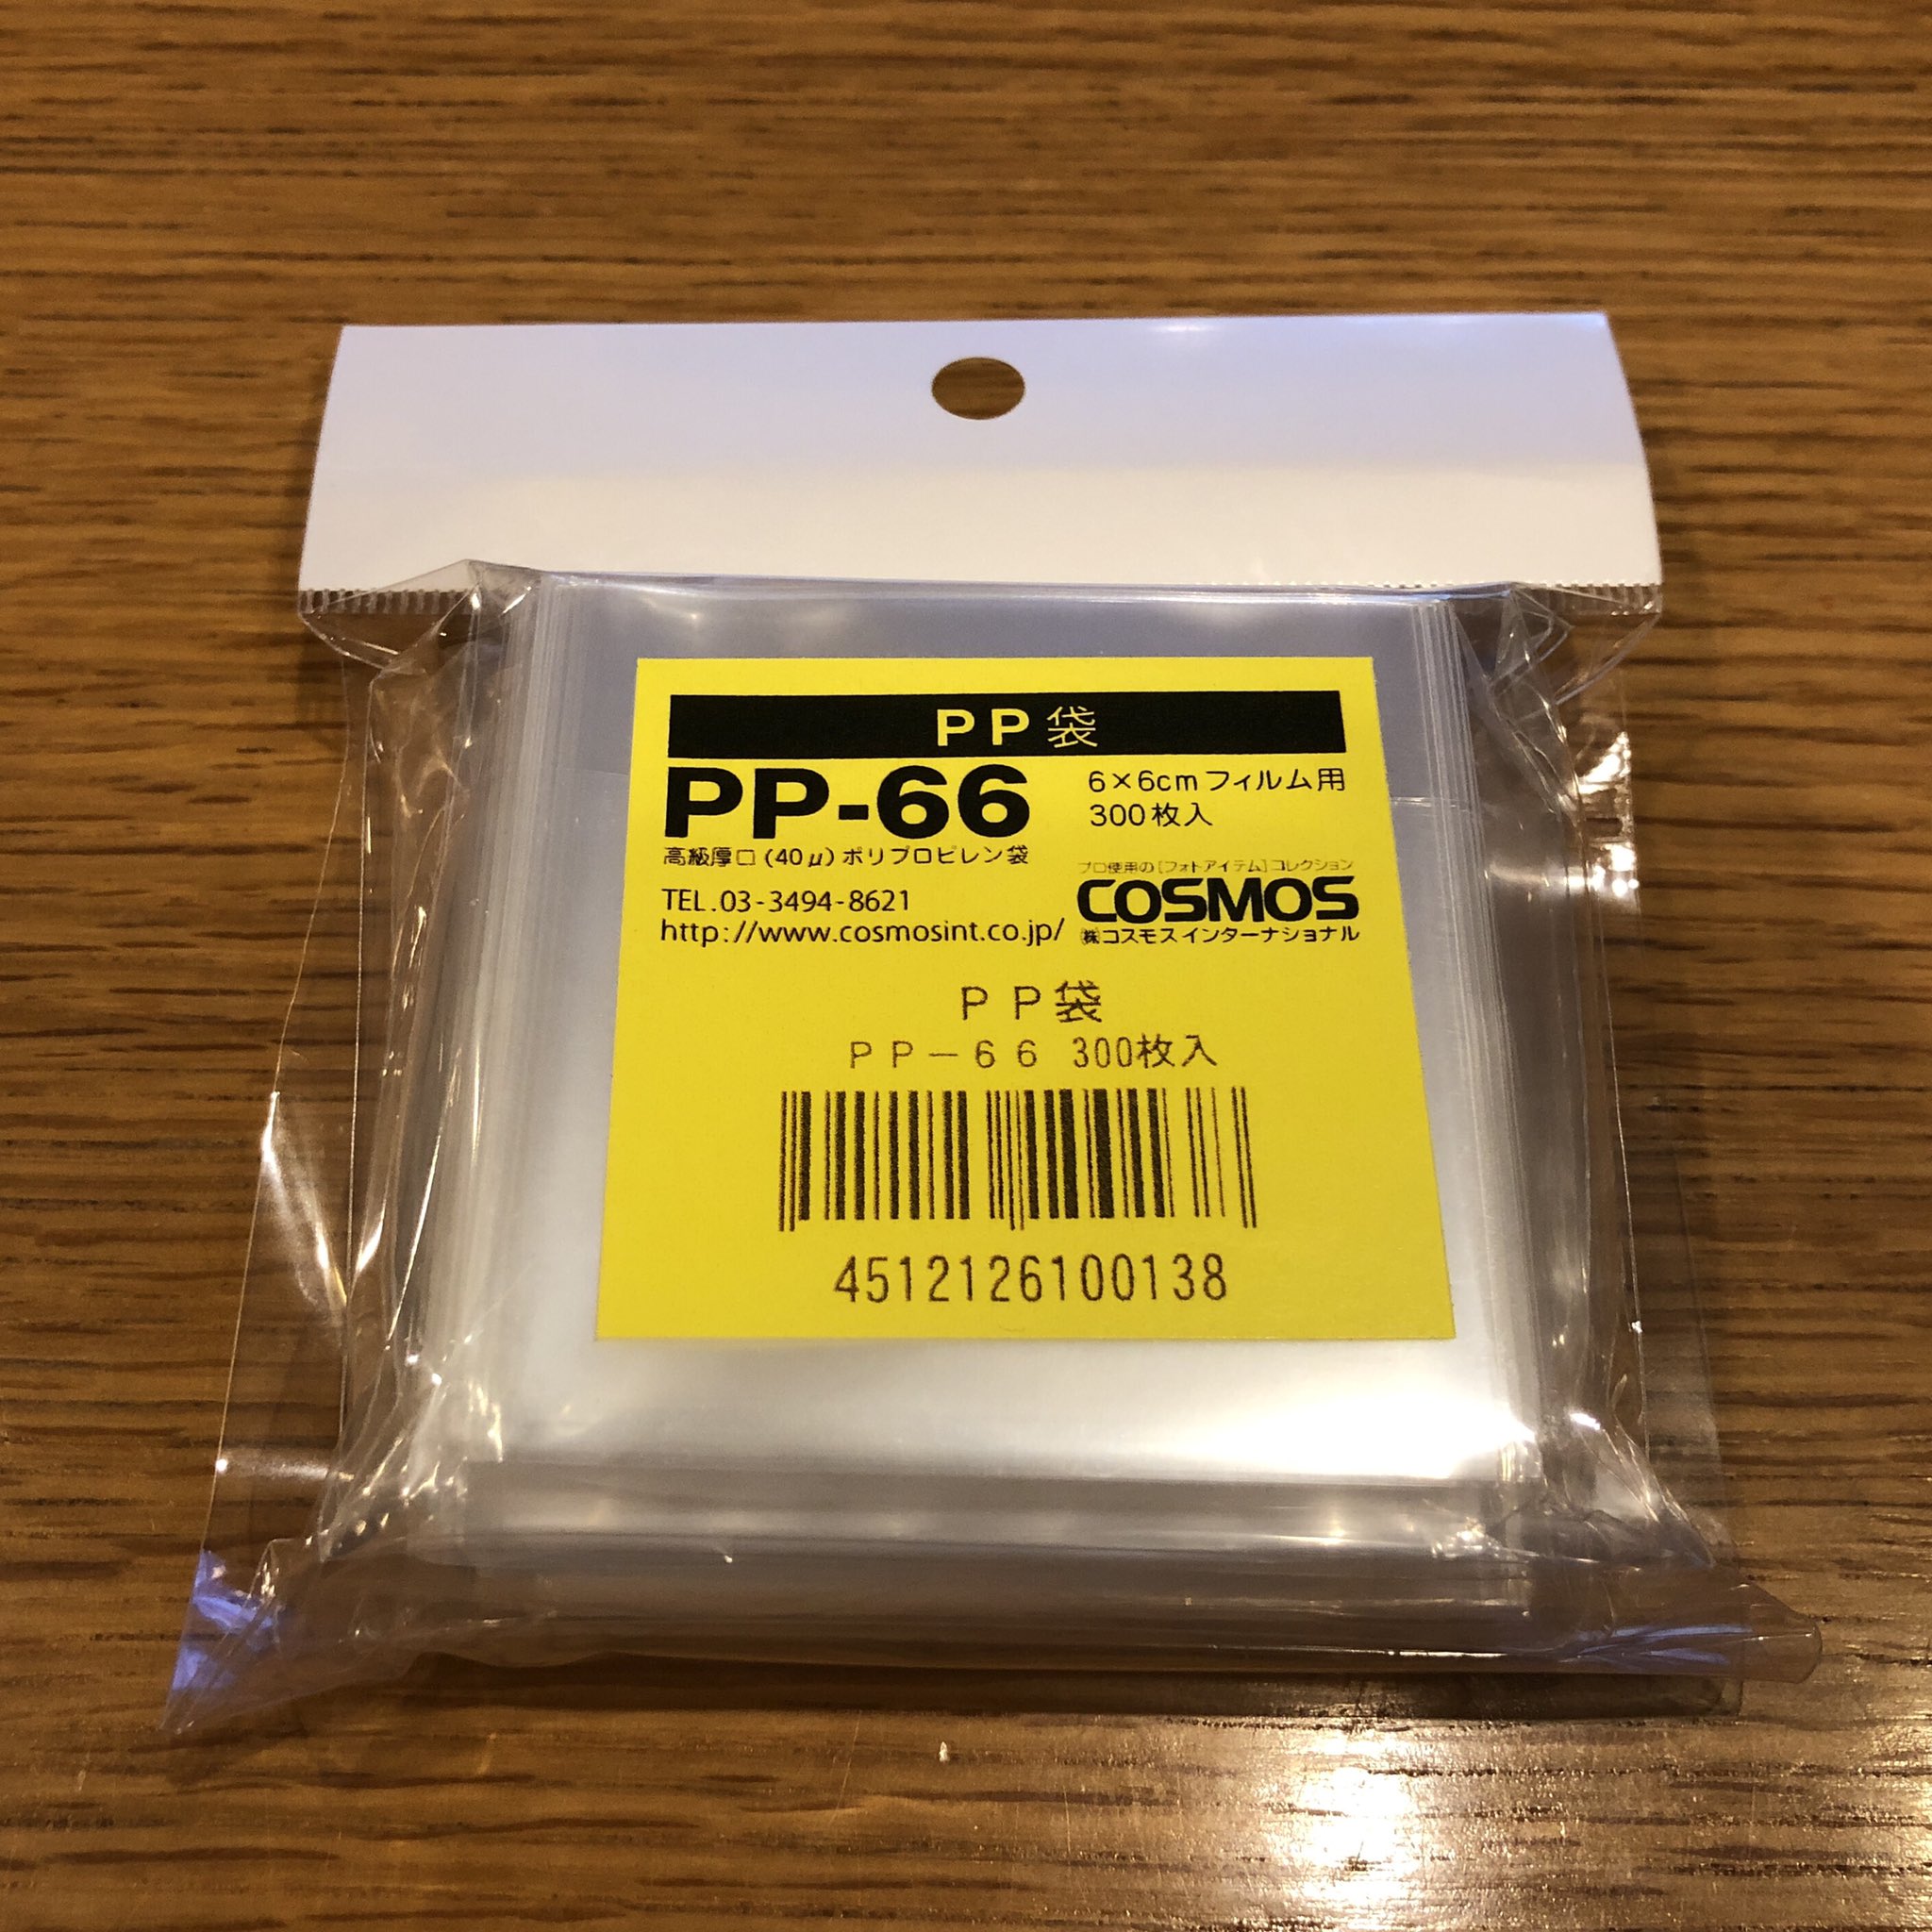 PP袋
PP-66
6×6cmフィルム用
300枚入
高級厚口(40μ)ポリプロピレン袋
プロ使用の[フォトアイテム]コレクション
COSMOS
TEL.03-3494-8621
http://www.cosmosint.co.jp/
㈱コスモスインターナショナル
PP袋
PP-66 300枚入
4512126100138